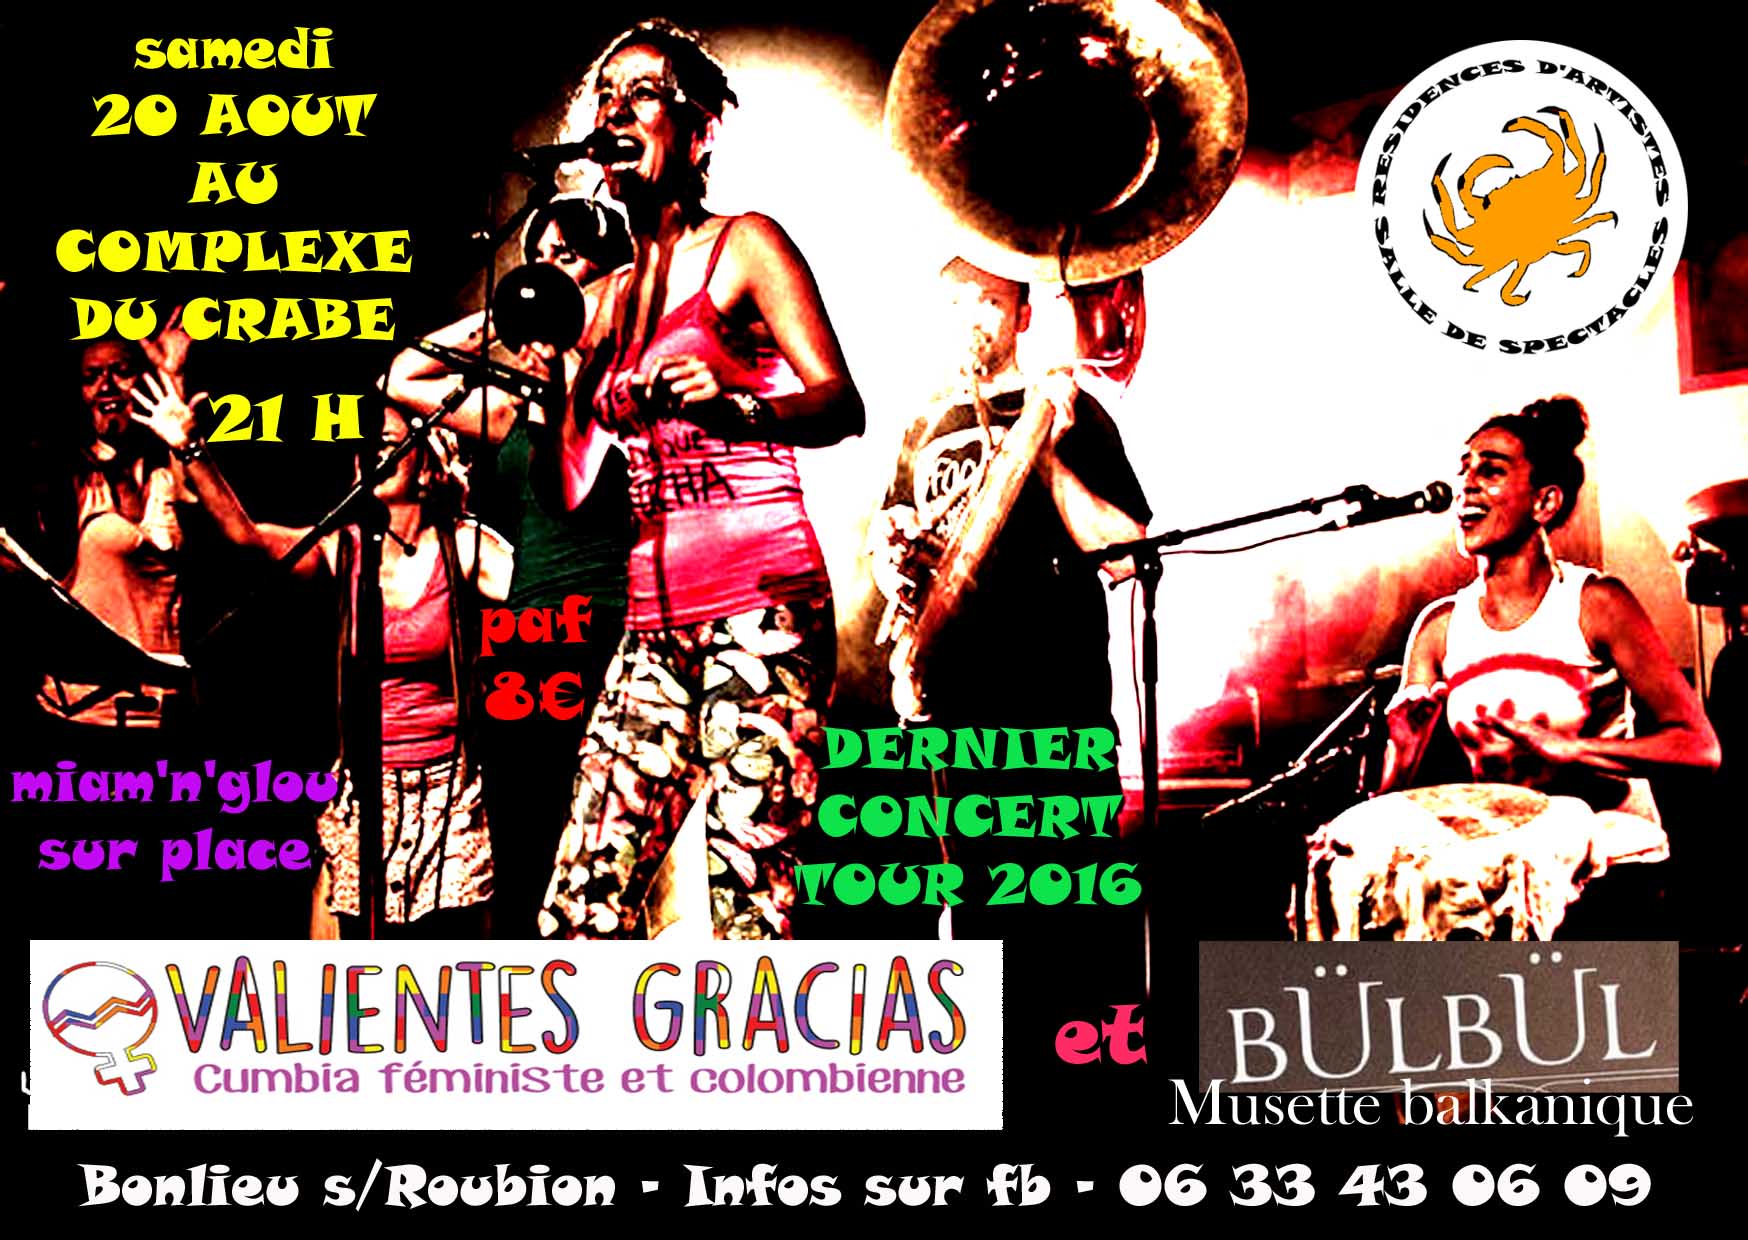 samedi
20 AOUT
AU
COMPLEXE
DU CRABE
21 H
RESIDENCES D'ARTISTES
SALLE DE SPECTACLES
paf
8€
miam'n'glou
sur place
DERNIER
CONCERT
TOUR 2016
VALIENTES GRACIAS
Cumbia féministe et colombienne
et
BÜLBÜL
Musette balkanique
Bonlieu s/Roubion - Infos sur fb - 06 33 43 06 09